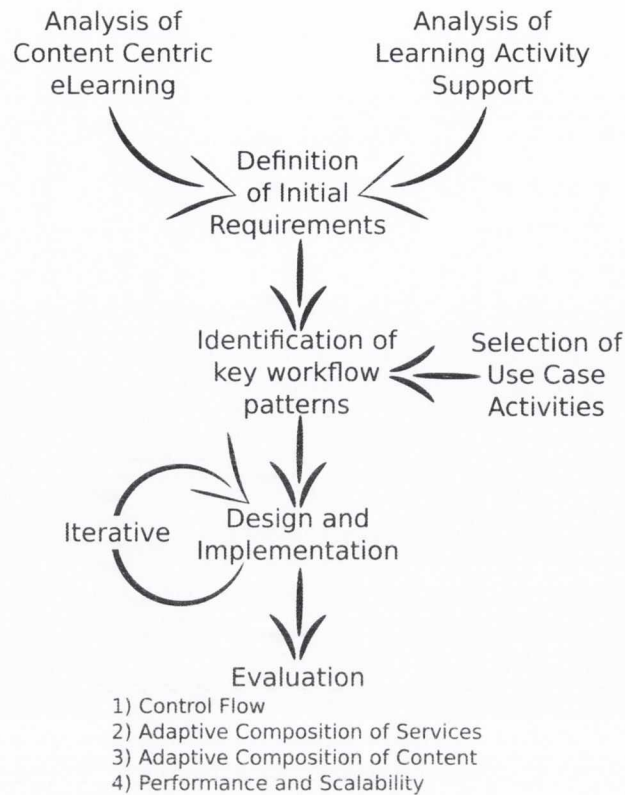 Analysis of
Content Centric
eLearning
Analysis of
Learning Activity
Support
Definition
of Initial
Requirements
Identification of
key workflow
patterns
Selection of
Use Case
Activities
Iterative
Design and
Implementation
Evaluation
1) Control Flow
2) Adaptive Composition of Services
3) Adaptive Composition of Content
4) Performance and Scalability